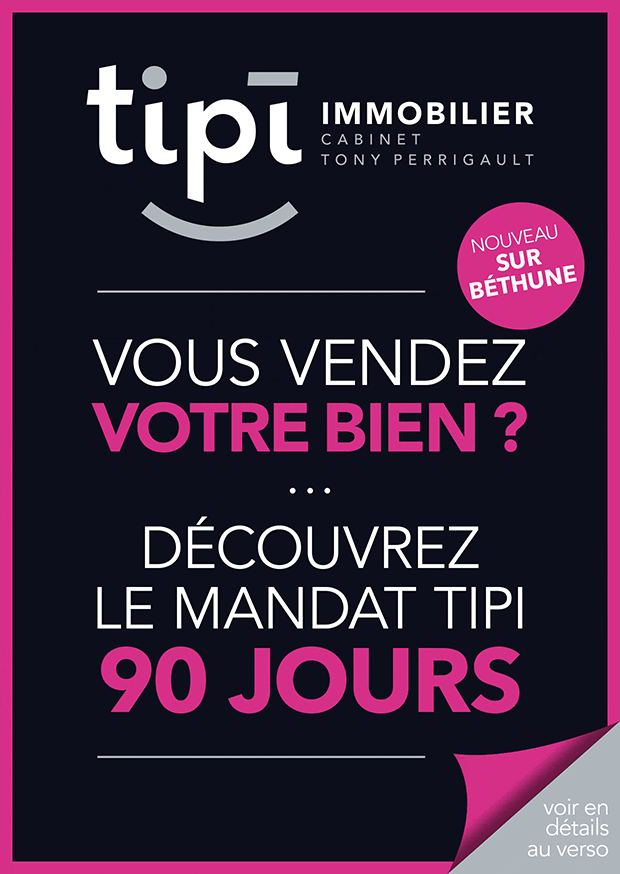 tipi
IMMOBILIER
CABINET
TONY PERRIGAULT
NOUVEAU
SUR
BÉTHUNE
VOUS VENDEZ
VOTRE BIEN ?
...
DÉCOUVREZ
LE MANDAT TIPI
90 JOURS
voir en
détails
au verso